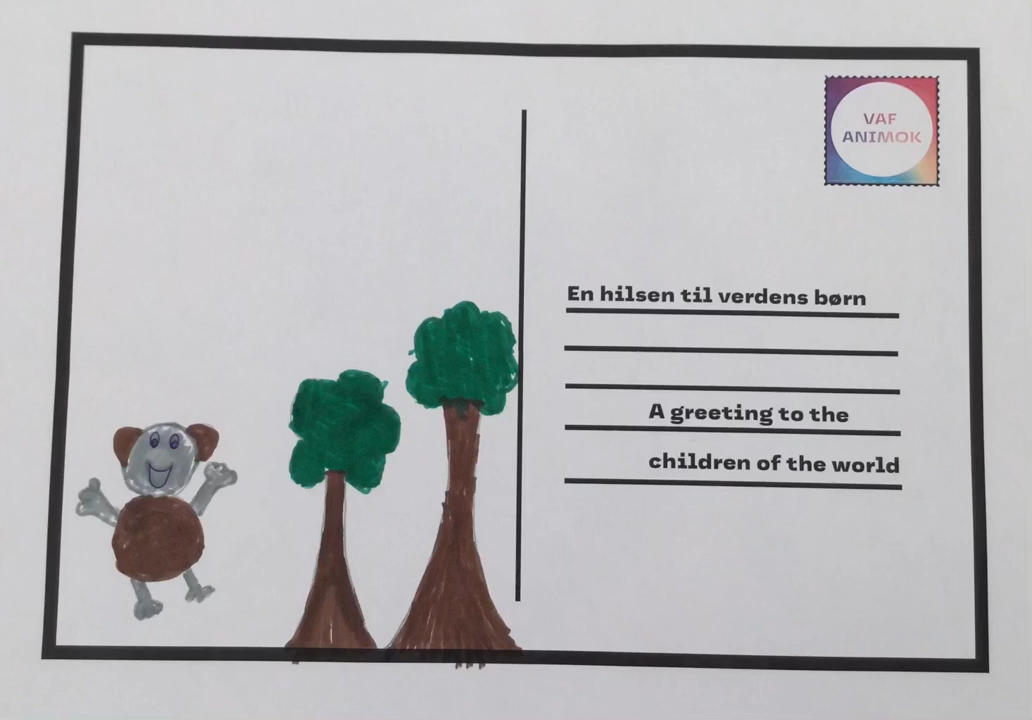 VAF
ANIMOK
En hilsen til verdens børn
A greeting to the
children of the world